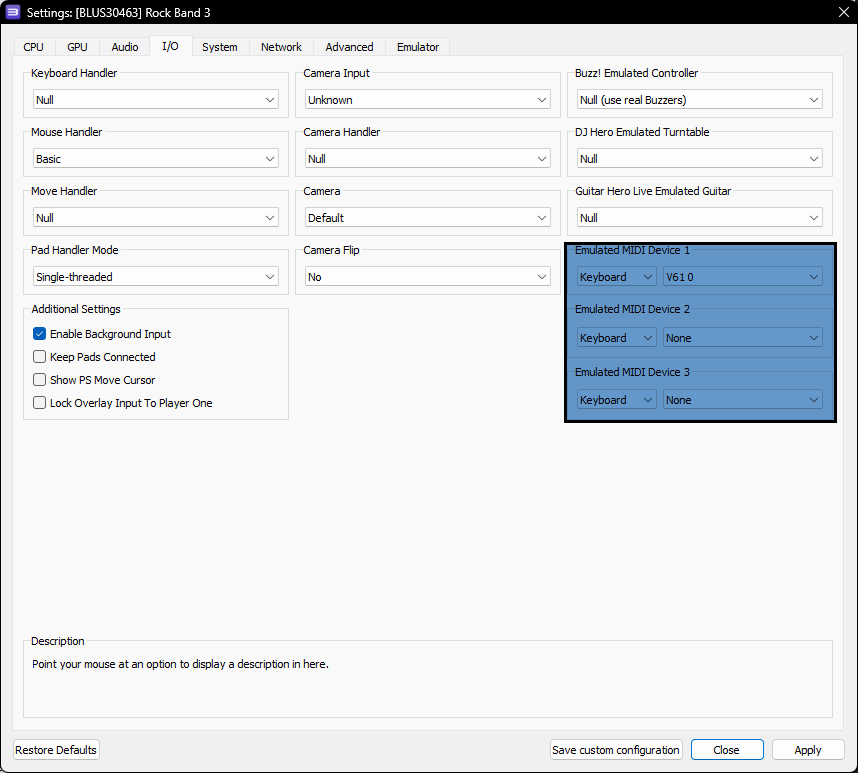 Settings: [BLUS30463] Rock Band 3
CPU GPU Audio I/O System Network Advanced Emulator
Keyboard Handler
Null
Mouse Handler
Basic
Move Handler
Null
Pad Handler Mode
Single-threaded
Additional Settings
Enable Background Input
Keep Pads Connected
Show PS Move Cursor
Lock Overlay Input To Player One
Camera Input
Unknown
Camera Handler
Null
Camera
Default
Camera Flip
No
Buzz! Emulated Controller
Null (use real Buzzers)
DJ Hero Emulated Turntable
Null
Guitar Hero Live Emulated Guitar
Null
Emulated MIDI Device 1
Keyboard V61 0
Emulated MIDI Device 2
Keyboard None
Emulated MIDI Device 3
Keyboard None
Description
Point your mouse at an option to display a description in here.
Restore Defaults Save custom configuration Close Apply